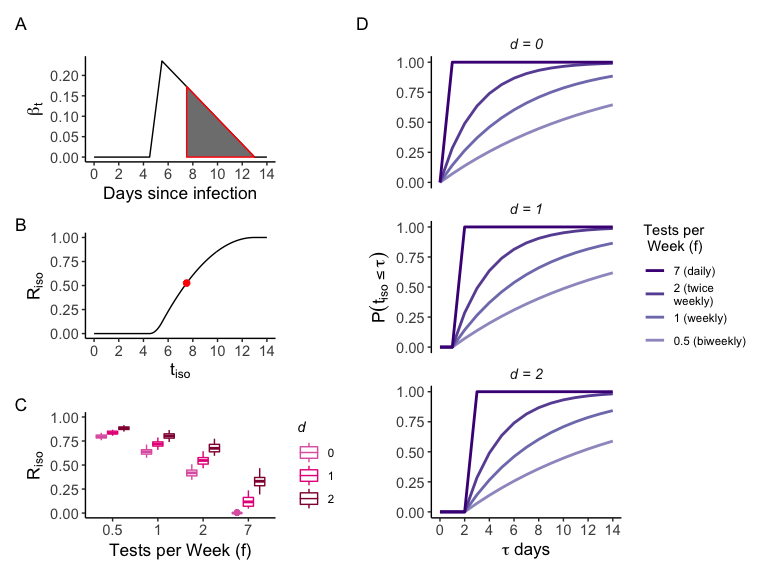 A
βt
0.20
0.15
0.10
0.05
0.00
0 2 4 6 8 10 12 14
Days since infection
B
Riso
1.00
0.75
0.50
0.25
0.00
0 2 4 6 8 10 12 14
tiso
C
Riso
1.00
0.75
0.50
0.25
0.00
0.5 1 2 7
Tests per Week (f)
d
0
1
2
D
d = 0
1.00
0.75
0.50
0.25
0.00
d = 1
1.00
0.75
0.50
0.25
0.00
P(tiso ≤ τ)
d = 2
1.00
0.75
0.50
0.25
0.00
0 2 4 6 8 10 12 14
τ days
Tests per
Week (f)
7 (daily)
2 (twice
weekly)
1 (weekly)
0.5 (biweekly)